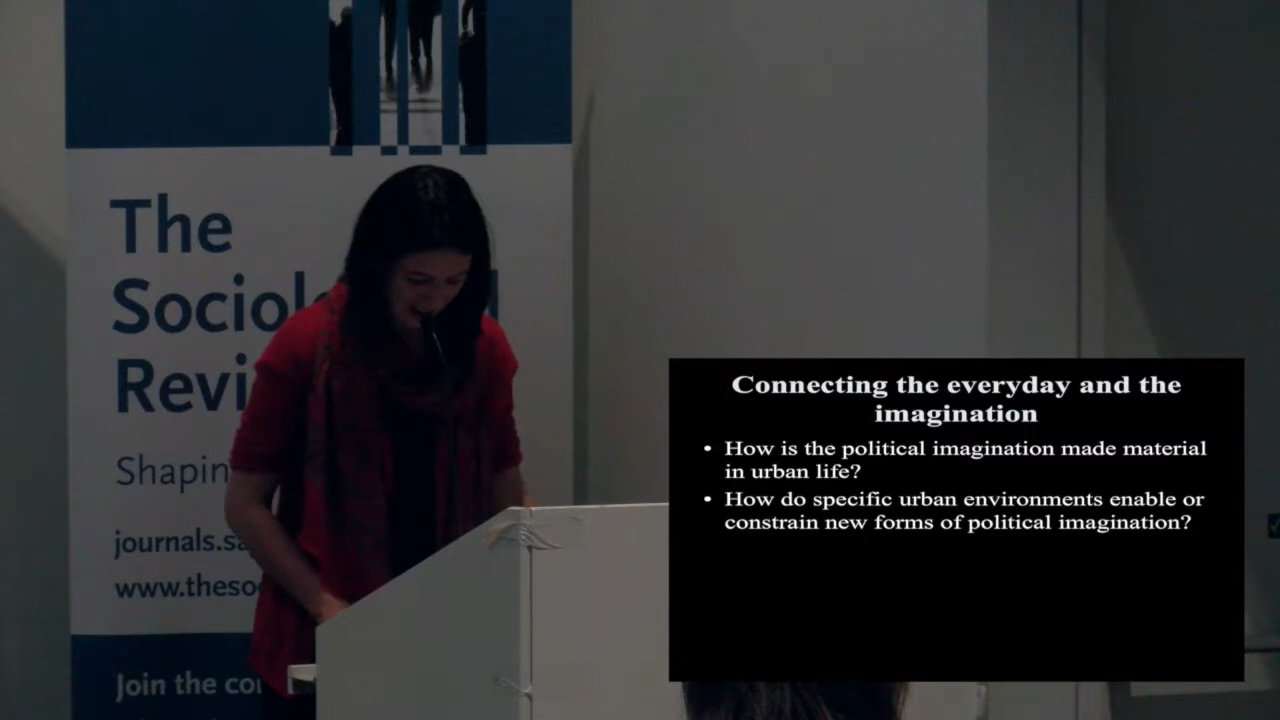 The
Sociol
Revi
Shapin
journals.sa
www.theso
Join the co
Connecting the everyday and the
imagination
• How is the political imagination made material
in urban life?
• How do specific urban environments enable or
constrain new forms of political imagination?